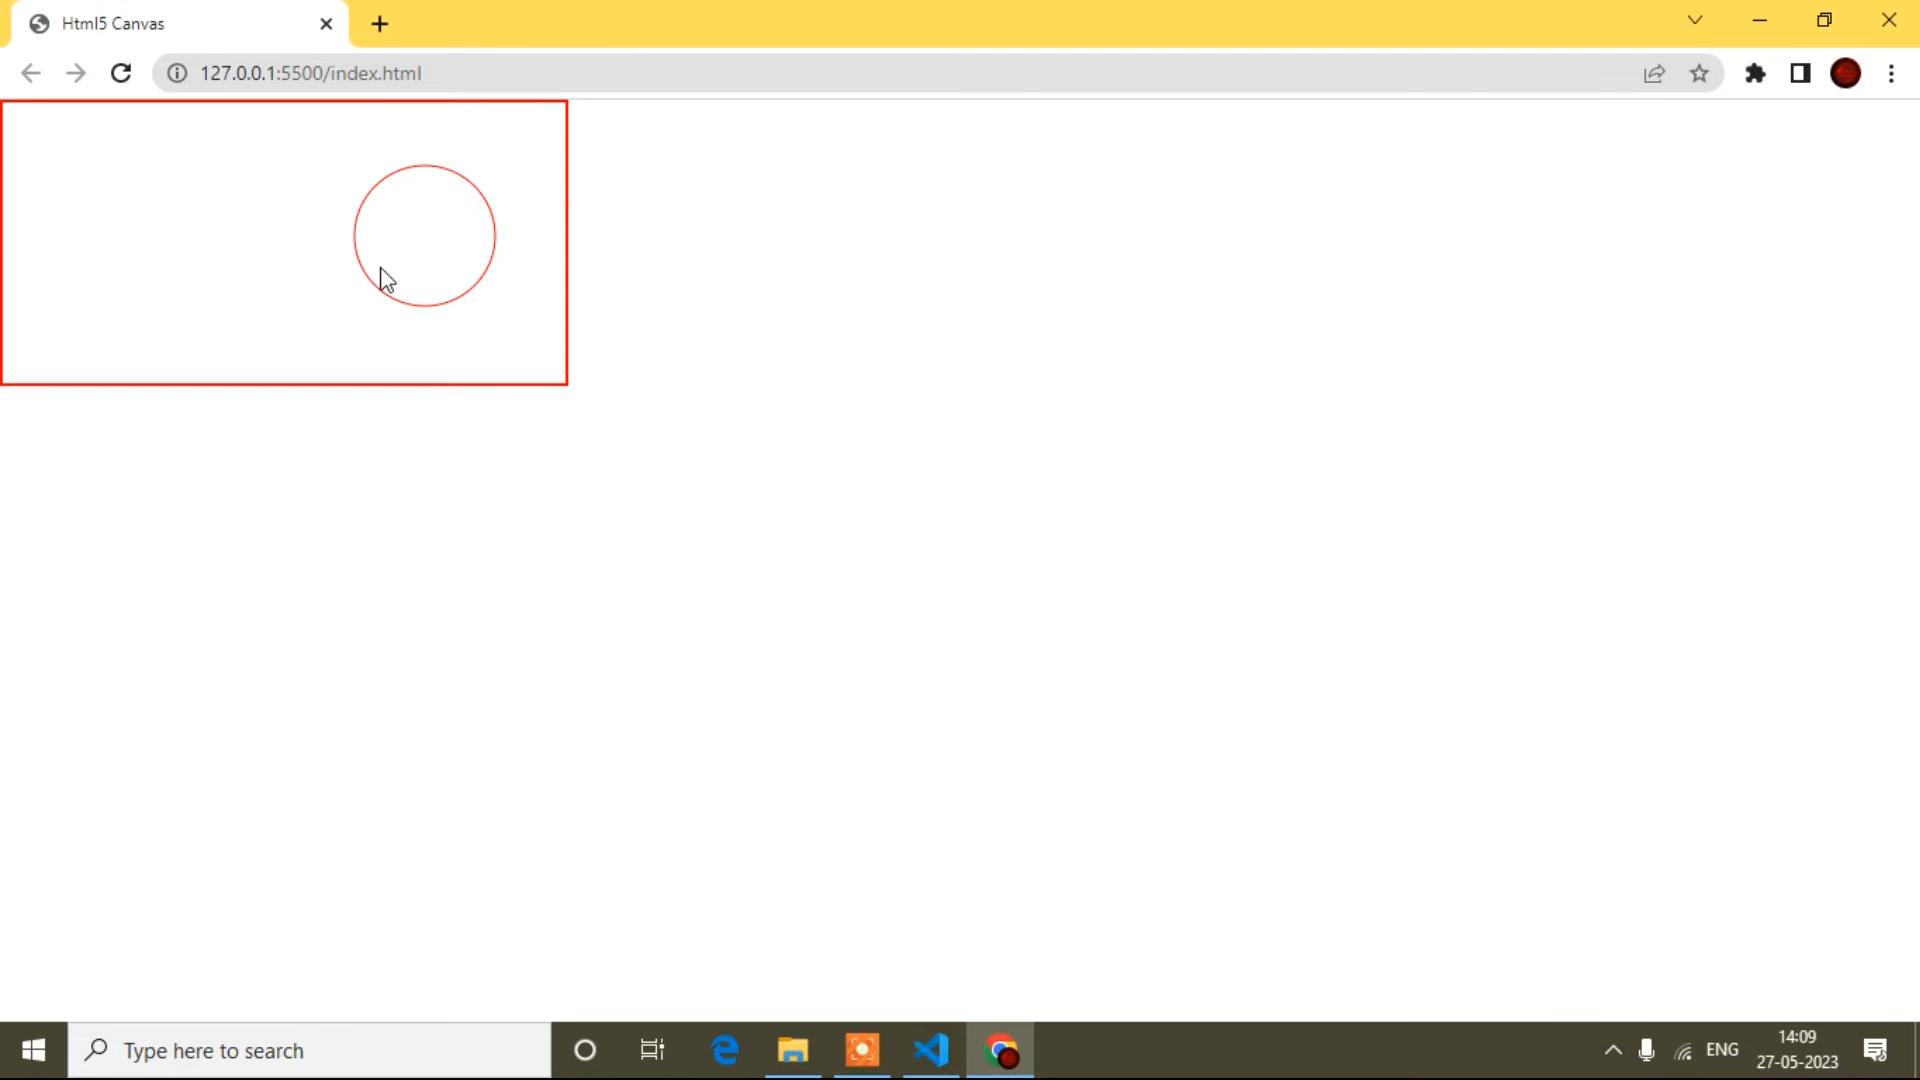 Html5 Canvas
127.0.0.1:5500/index.html
Type here to search
ENG
14:09
27-05-2023